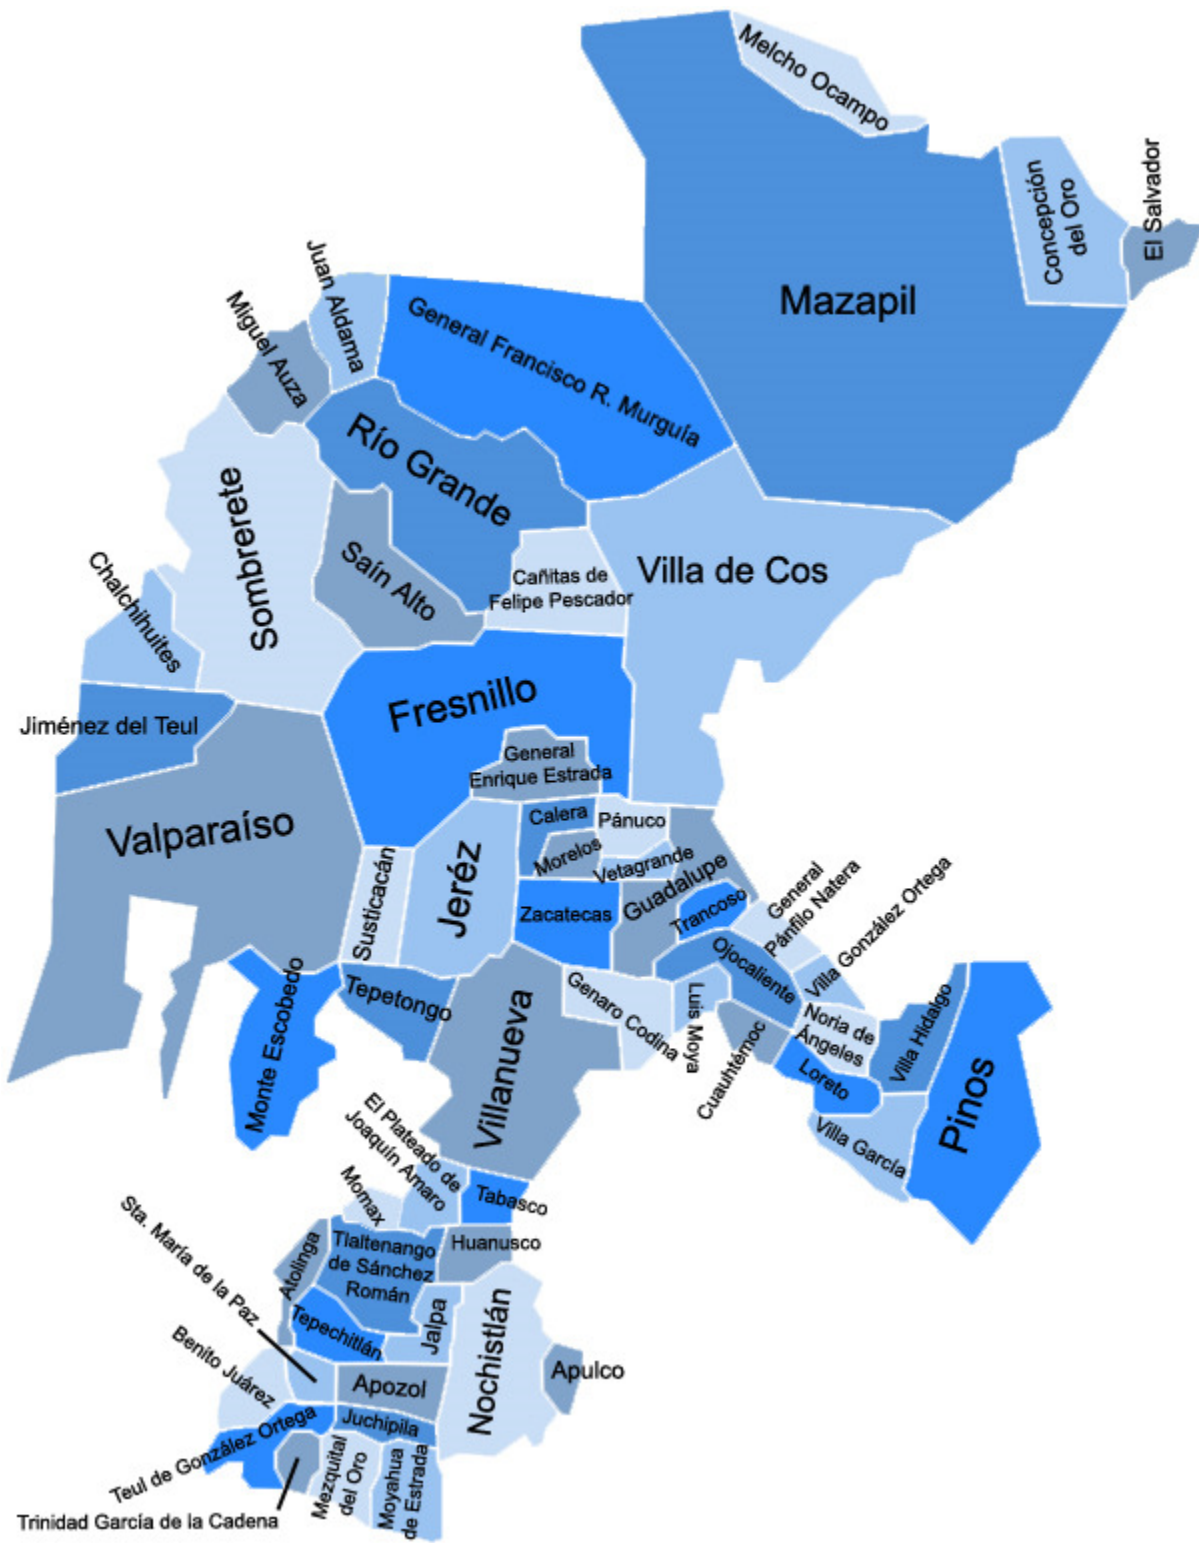 Melcho Ocampo
Concepción
del Oro
El Salvador
Mazapil
Juan Aldama
Miguel Auza
General Francisco R. Murguía
Río Grande
Sombrerete
Saín Alto
Cañitas de
Felipe Pescador
Villa de Cos
Chalchihuites
Jiménez del Teul
Fresnillo
General
Enrique Estrada
Valparaíso
Calera
Pánuco
Morelos
Vetagrande
Guadalupe
Trancoso
General
Pánfilo Natera
Villa González Ortega
Susticacán
Jeréz
Zacatecas
Ojocaliente
Monte Escobedo
Tepetongo
Villanueva
Genaro Codina
Luis Moya
Cuauhtémoc
Noria de
Ángeles
Villa Hidalgo
Loreto
Villa García
Pinos
El Plateado de
Joaquín Amaro
Momax
Tabasco
Sta. María de la Paz
Atolinga
Tlaltenango
de Sánchez
Román
Huanusco
Tepechitlán
Jalpa
Nochistlán
Apulco
Benito Juárez
Apozol
Juchipila
Teul de González Ortega
Mezquital
del Oro
Moyahua
de Estrada
Trinidad García de la Cadena